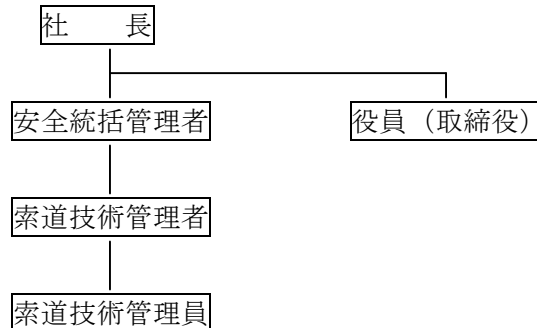 社　　長
安全統括管理者
役員（取締役）
索道技術管理者
索道技術管理員